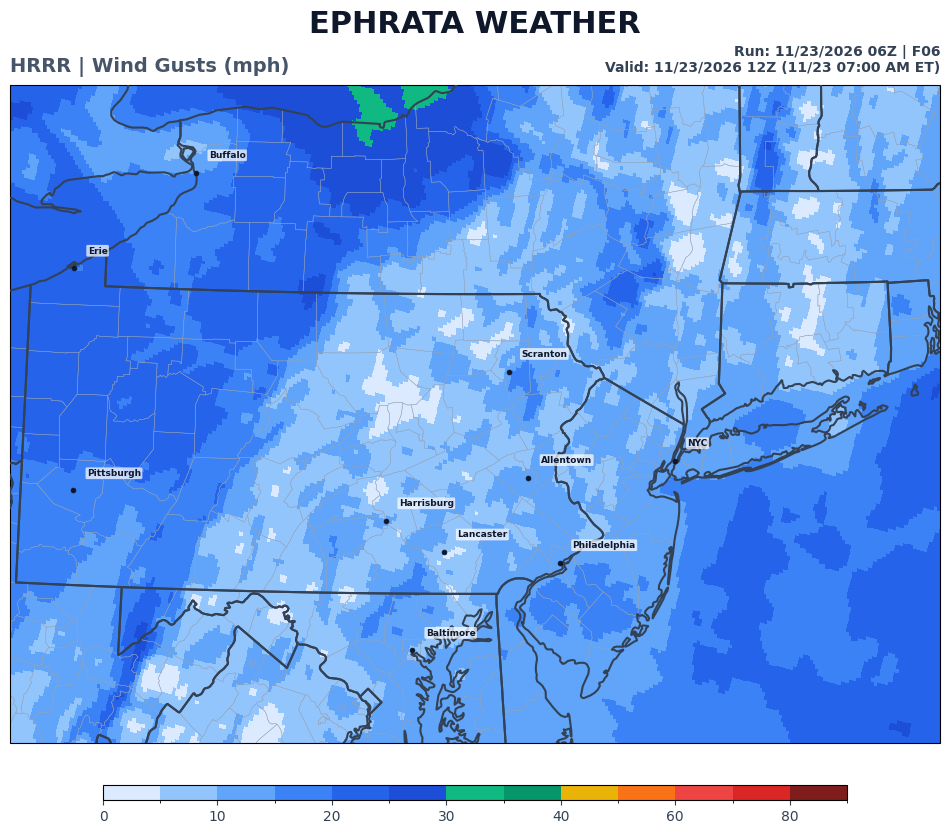 EPHRATA WEATHER
Run: 11/23/2026 06Z | F06
HRRR | Wind Gusts (mph)
Valid: 11/23/2026 12Z (11/23 07:00 AM ET)
Buffalo
Erie
Scranton
NYC
Allentown
Pittsburgh
Harrisburg
Lancaster
Philadelphia
Baltimore
0 10 20 30 40 50 60 70 80